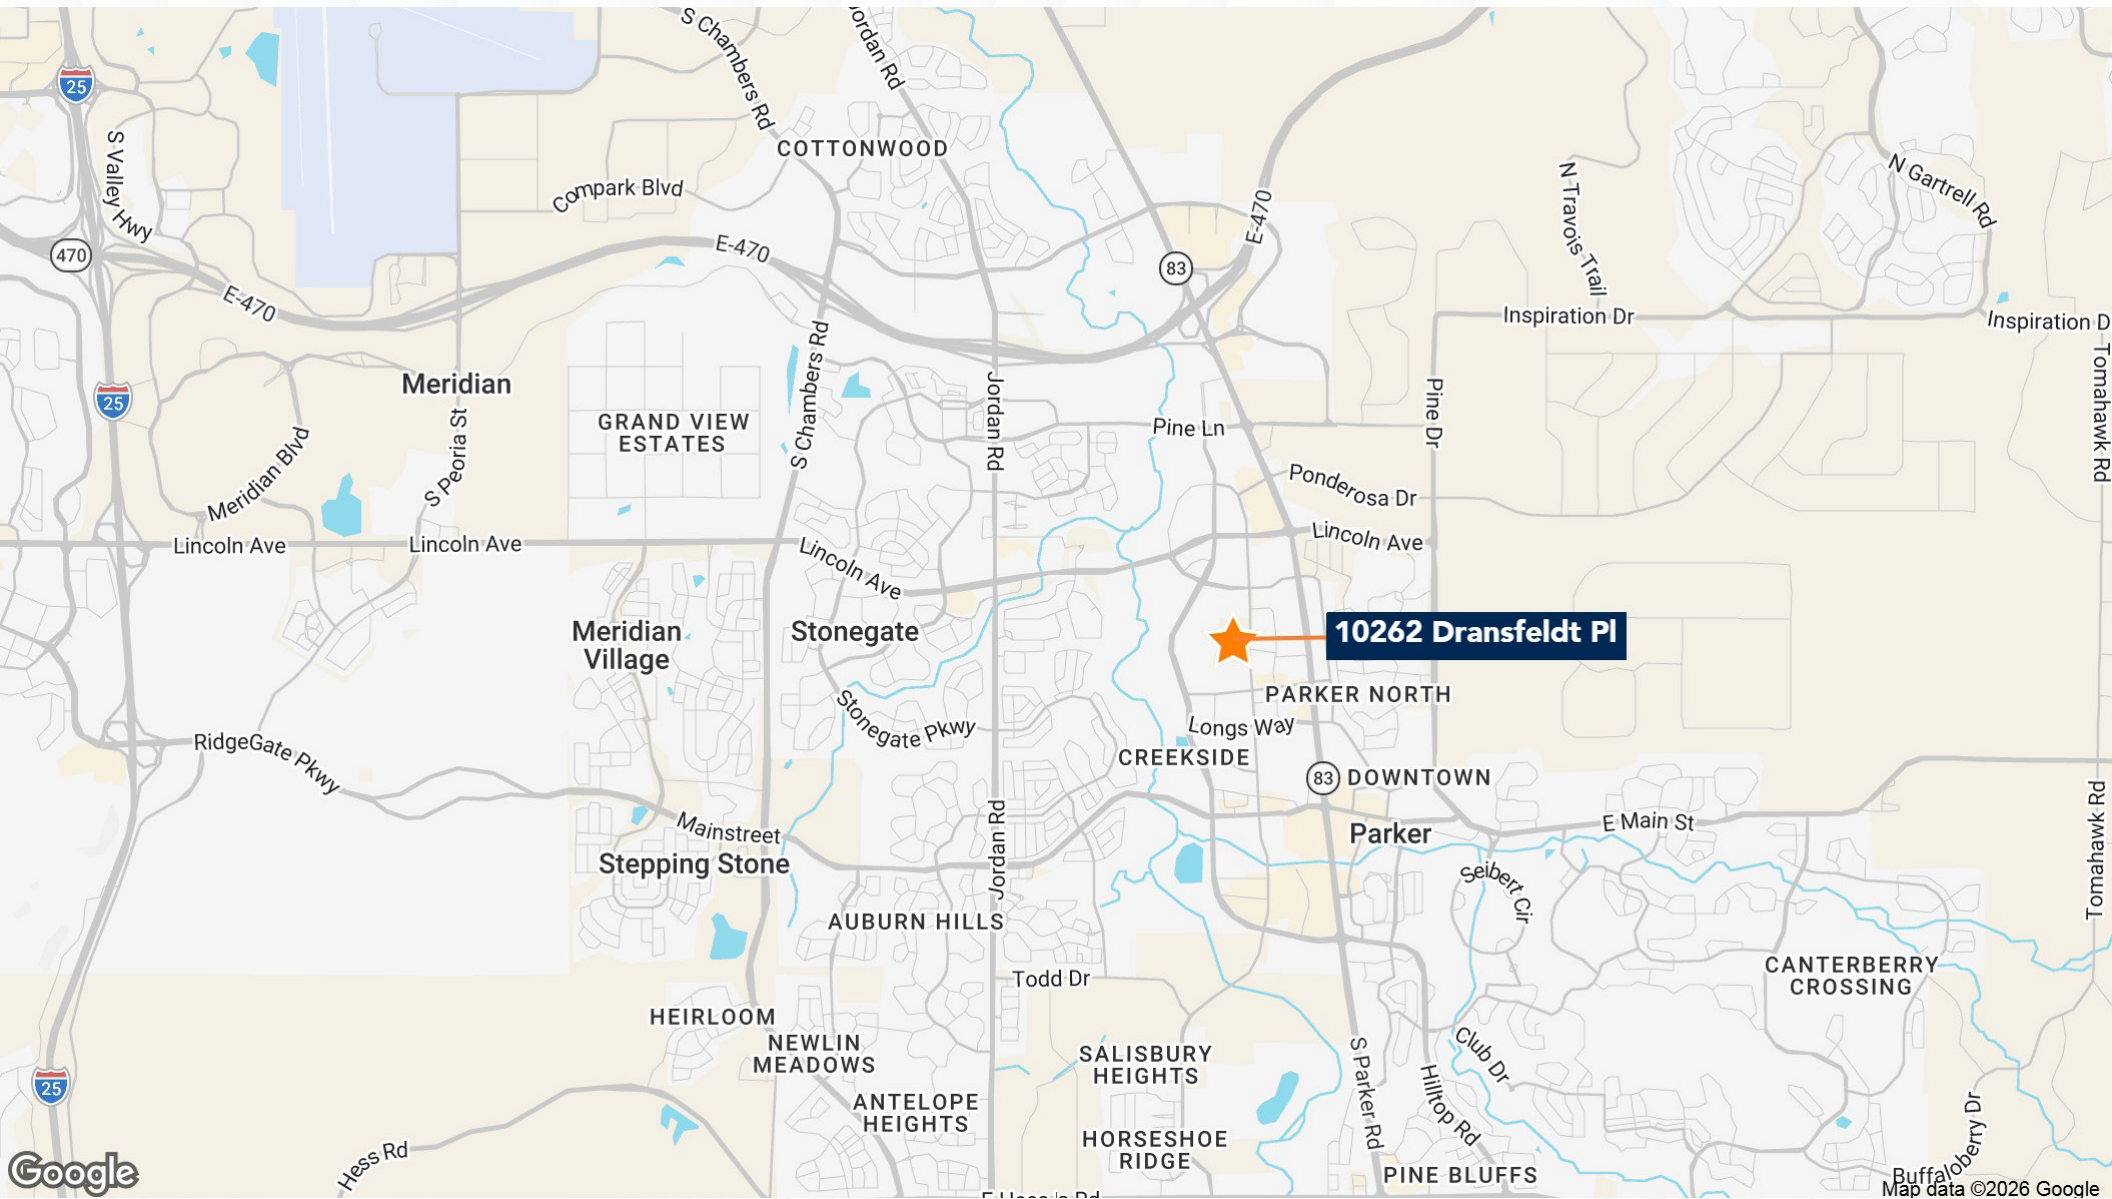 S Chambers Rd
Jordan Rd
25
S Valley Hwy
COTTONWOOD
Compark Blvd
N Travois Trail
N Gartrell Rd
470
E-470
E-470
E-470
83
Inspiration Dr
Inspiration D
Tomahawk Rd
Meridian
25
S Peoria St
Meridian Blvd
GRAND VIEW
ESTATES
S Chambers Rd
Jordan Rd
Pine Ln
Pine Dr
Ponderosa Dr
Lincoln Ave
Lincoln Ave
Lincoln Ave
Lincoln Ave
Meridian
Village
Stonegate
10262 Dransfeldt Pl
PARKER NORTH
Stonegate Pkwy
Longs Way
RidgeGate Pkwy
CREEKSIDE
83
DOWNTOWN
Mainstreet
Jordan Rd
Parker
E Main St
Tomahawk Rd
Stepping Stone
Seibert Cir
AUBURN HILLS
Todd Dr
CANTERBERRY
CROSSING
HEIRLOOM
NEWLIN
MEADOWS
SALISBURY
HEIGHTS
S Parker Rd
Club Dr
Hilltop Rd
25
ANTELOPE
HEIGHTS
HORSESHOE
RIDGE
Hess Rd
PINE BLUFFS
Buffaloberry Dr
Google
Map data ©2026 Google